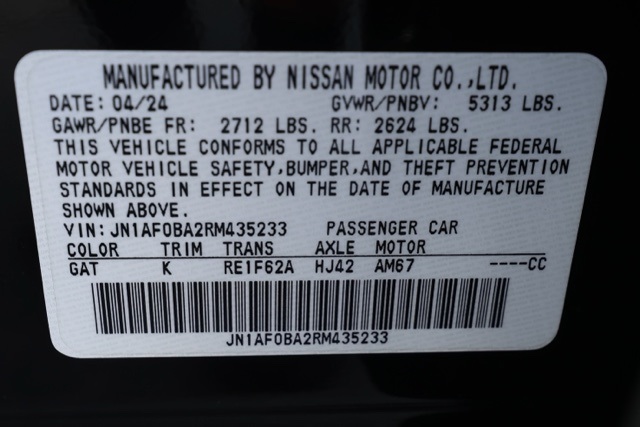 MANUFACTURED BY NISSAN MOTOR CO.,LTD.
DATE: 04/24 GVWR/PNBV: 5313 LBS.
GAWR/PNBE FR: 2712 LBS. RR: 2624 LBS.
THIS VEHICLE CONFORMS TO ALL APPLICABLE FEDERAL
MOTOR VEHICLE SAFETY,BUMPER,AND THEFT PREVENTION
STANDARDS IN EFFECT ON THE DATE OF MANUFACTURE
SHOWN ABOVE.
VIN: JN1AF0BA2RM435233 PASSENGER CAR
COLOR TRIM TRANS AXLE MOTOR
GAT K RE1F62A HJ42 AM67 ----CC
JN1AF0BA2RM435233